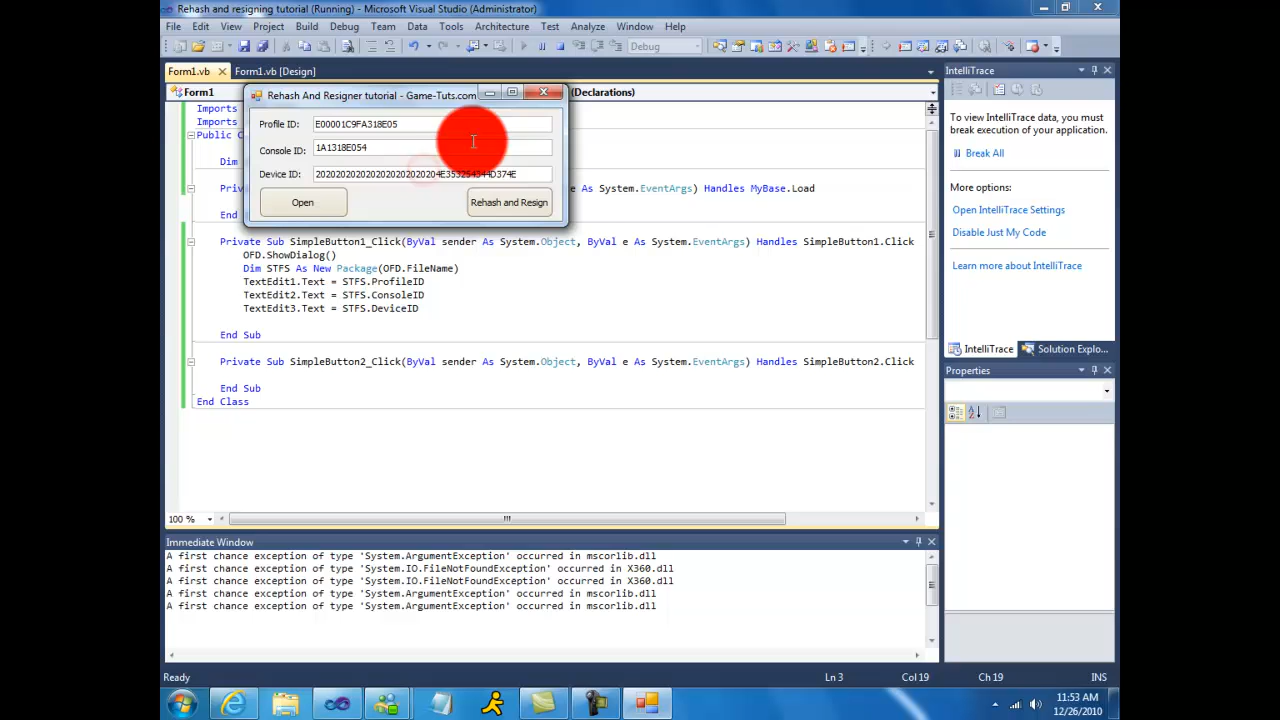 Rehash and resigning tutorial (Running) - Microsoft Visual Studio (Administrator)
File Edit View Project Build Debug Team Data Tools Architecture Test Analyze Window Help
Debug
Form1.vb Form1.vb [Design]
Form1
(Declarations)
Rehash And Resigner tutorial - Game-Tuts.com
Profile ID: E00001C9FA318E05
Console ID: 1A1318E054
Device ID:
Open Rehash and Resign
Imports
Imports
Public C
Dim
Priv
e As System.EventArgs) Handles MyBase.Load
End
Private Sub SimpleButton1_Click(ByVal sender As System.Object, ByVal e As System.EventArgs) Handles SimpleButton1.Click
OFD.ShowDialog()
Dim STFS As New Package(OFD.FileName)
TextEdit1.Text = STFS.ProfileID
TextEdit2.Text = STFS.ConsoleID
TextEdit3.Text = STFS.DeviceID
End Sub
Private Sub SimpleButton2_Click(ByVal sender As System.Object, ByVal e As System.EventArgs) Handles SimpleButton2.Click
End Sub
End Class
100 %
IntelliTrace
To view IntelliTrace data, you must
break execution of your application.
Break All
More options:
Open IntelliTrace Settings
Disable Just My Code
Learn more about IntelliTrace
IntelliTrace Solution Explo...
Properties
Immediate Window
A first chance exception of type 'System.ArgumentException' occurred in mscorlib.dll
A first chance exception of type 'System.IO.FileNotFoundException' occurred in X360.dll
A first chance exception of type 'System.IO.FileNotFoundException' occurred in X360.dll
A first chance exception of type 'System.ArgumentException' occurred in mscorlib.dll
A first chance exception of type 'System.ArgumentException' occurred in mscorlib.dll
Ready Ln 3 Col 19 Ch 19 INS
11:53 AM
12/26/2010